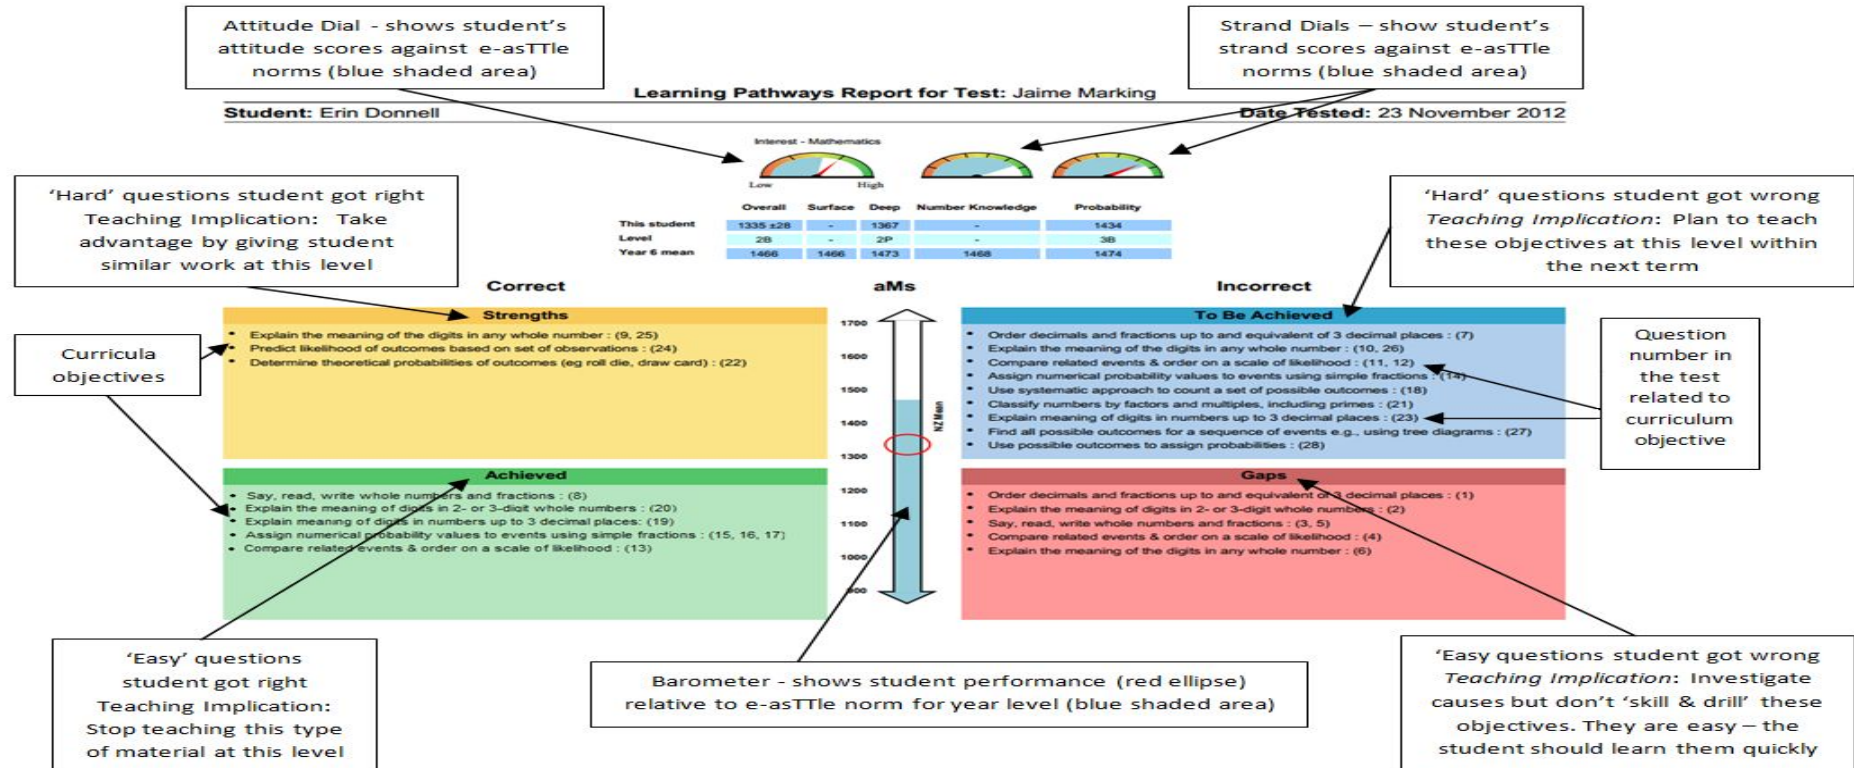 Attitude Dial - shows student's
attitude scores against e-asTTle
norms (blue shaded area)
Strand Dials – show student's
strand scores against e-asTTle
norms (blue shaded area)
Learning Pathways Report for Test: Jaime Marking
Student: Erin Donnell
Date Tested: 23 November 2012
Interest - Mathematics
Low
High
'Hard' questions student got right
Teaching Implication: Take
advantage by giving student
similar work at this level
'Hard' questions student got wrong
Teaching Implication: Plan to teach
these objectives at this level within
the next term
Overall Surface Deep Number Knowledge Probability
This student 1335 ±28 - 1367 - 1434
Level 2B - 2P - 3B
Year 6 mean 1466 1466 1473 1468 1474
Correct
aMs
Incorrect
Curricula
objectives
Strengths
• Explain the meaning of the digits in any whole number : (9, 25)
• Predict likelihood of outcomes based on set of observations : (24)
• Determine theoretical probabilities of outcomes (eg roll die, draw card) : (22)
1700
1600
1500
1400
1300
1200
1100
1000
900
NZ Mean
To Be Achieved
• Order decimals and fractions up to and equivalent of 3 decimal places : (7)
• Explain the meaning of the digits in any whole number : (10, 26)
• Compare related events & order on a scale of likelihood : (11, 12)
• Assign numerical probability values to events using simple fractions : (14)
• Use systematic approach to count a set of possible outcomes : (18)
• Classify numbers by factors and multiples, including primes : (21)
• Explain meaning of digits in numbers up to 3 decimal places : (23)
• Find all possible outcomes for a sequence of events e.g., using tree diagrams : (27)
• Use possible outcomes to assign probabilities : (28)
Question
number in
the test
related to
curriculum
objective
Achieved
• Say, read, write whole numbers and fractions : (8)
• Explain the meaning of digits in 2- or 3-digit whole numbers : (20)
• Explain meaning of digits in numbers up to 3 decimal places: (19)
• Assign numerical probability values to events using simple fractions : (15, 16, 17)
• Compare related events & order on a scale of likelihood : (13)
Gaps
• Order decimals and fractions up to and equivalent of 3 decimal places : (1)
• Explain the meaning of digits in 2- or 3-digit whole numbers : (2)
• Say, read, write whole numbers and fractions : (3, 5)
• Compare related events & order on a scale of likelihood : (4)
• Explain the meaning of the digits in any whole number : (6)
'Easy' questions
student got right
Teaching Implication:
Stop teaching this type
of material at this level
Barometer - shows student performance (red ellipse)
relative to e-asTTle norm for year level (blue shaded area)
'Easy questions student got wrong
Teaching Implication: Investigate
causes but don't 'skill & drill' these
objectives. They are easy – the
student should learn them quickly